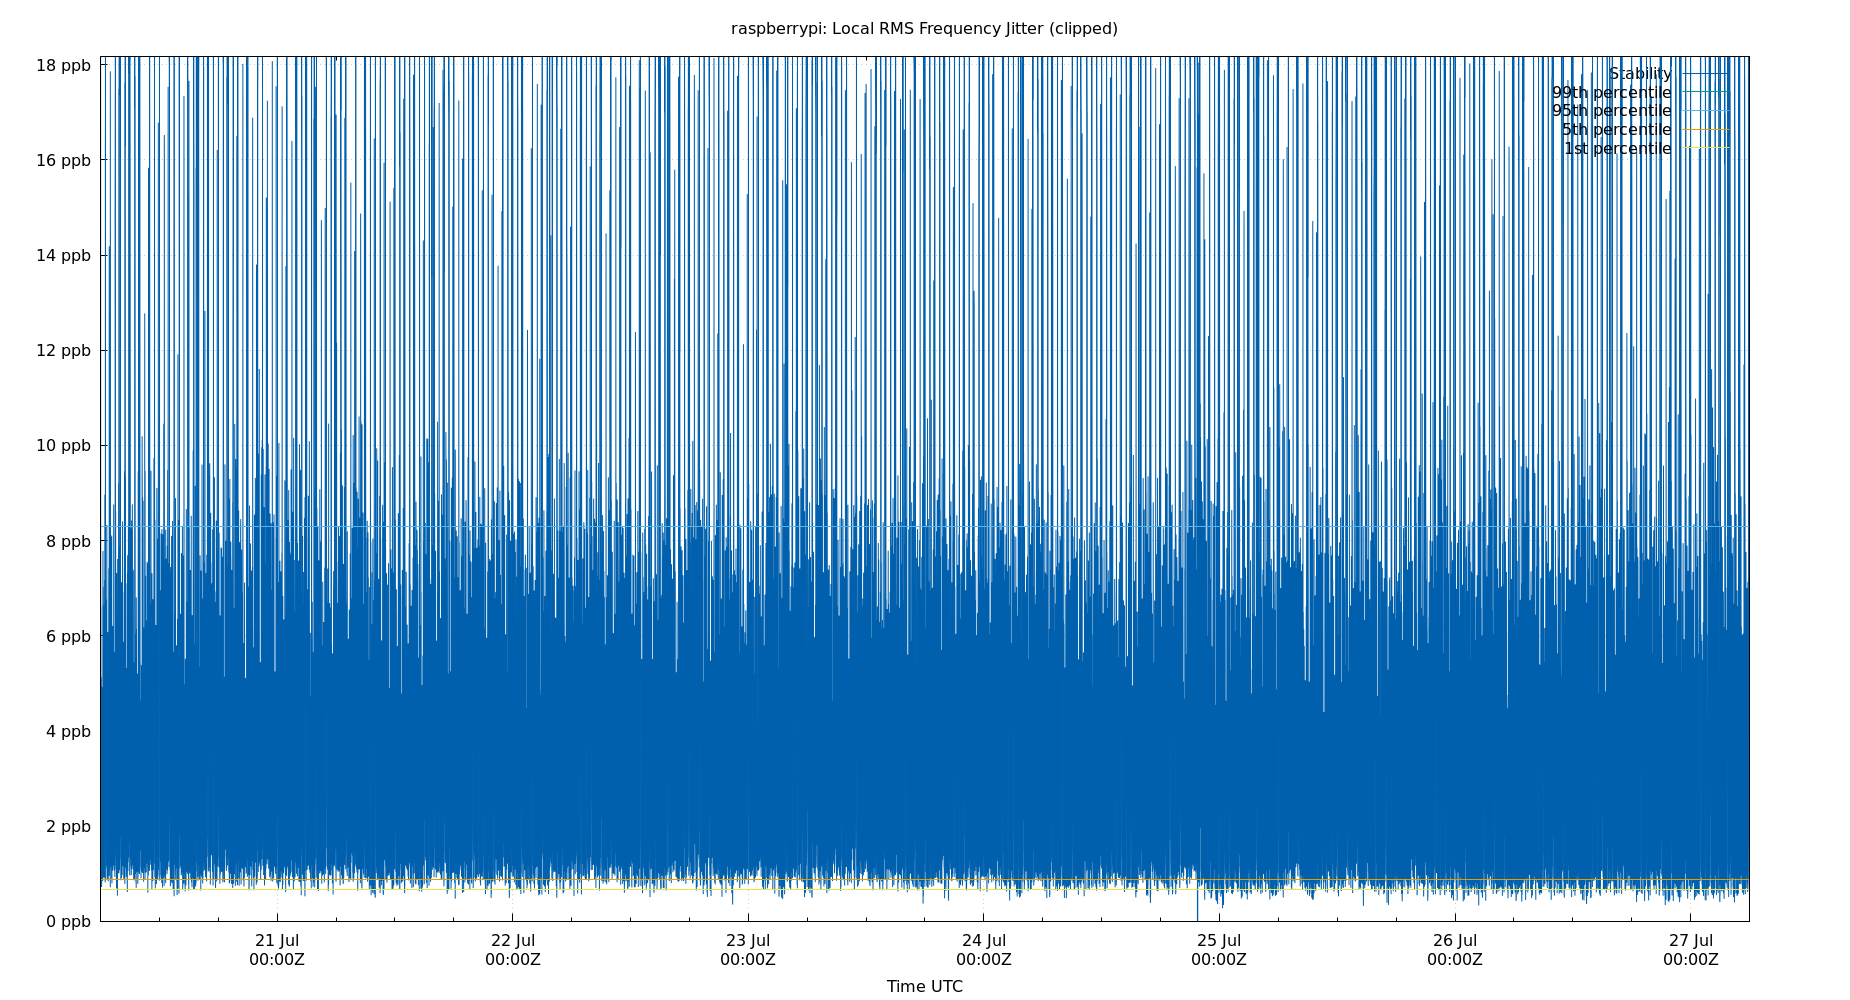 raspberrypi: Local RMS Frequency Jitter (clipped)
18 ppb
16 ppb
14 ppb
12 ppb
10 ppb
8 ppb
6 ppb
4 ppb
2 ppb
0 ppb
Stability
99th percentile
95th percentile
5th percentile
1st percentile
21 Jul
00:00Z
22 Jul
00:00Z
23 Jul
00:00Z
24 Jul
00:00Z
25 Jul
00:00Z
26 Jul
00:00Z
27 Jul
00:00Z
Time UTC